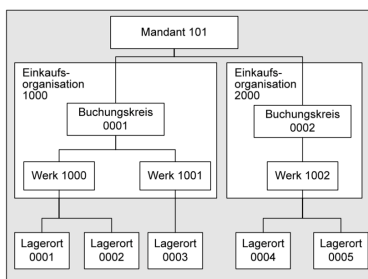 Mandant 101
Einkaufs-
organisation
1000
Einkaufs-
organisation
2000
Buchungskreis
0001
Buchungskreis
0002
Werk 1000
Werk 1001
Werk 1002
Lagerort
0001
Lagerort
0002
Lagerort
0003
Lagerort
0004
Lagerort
0005